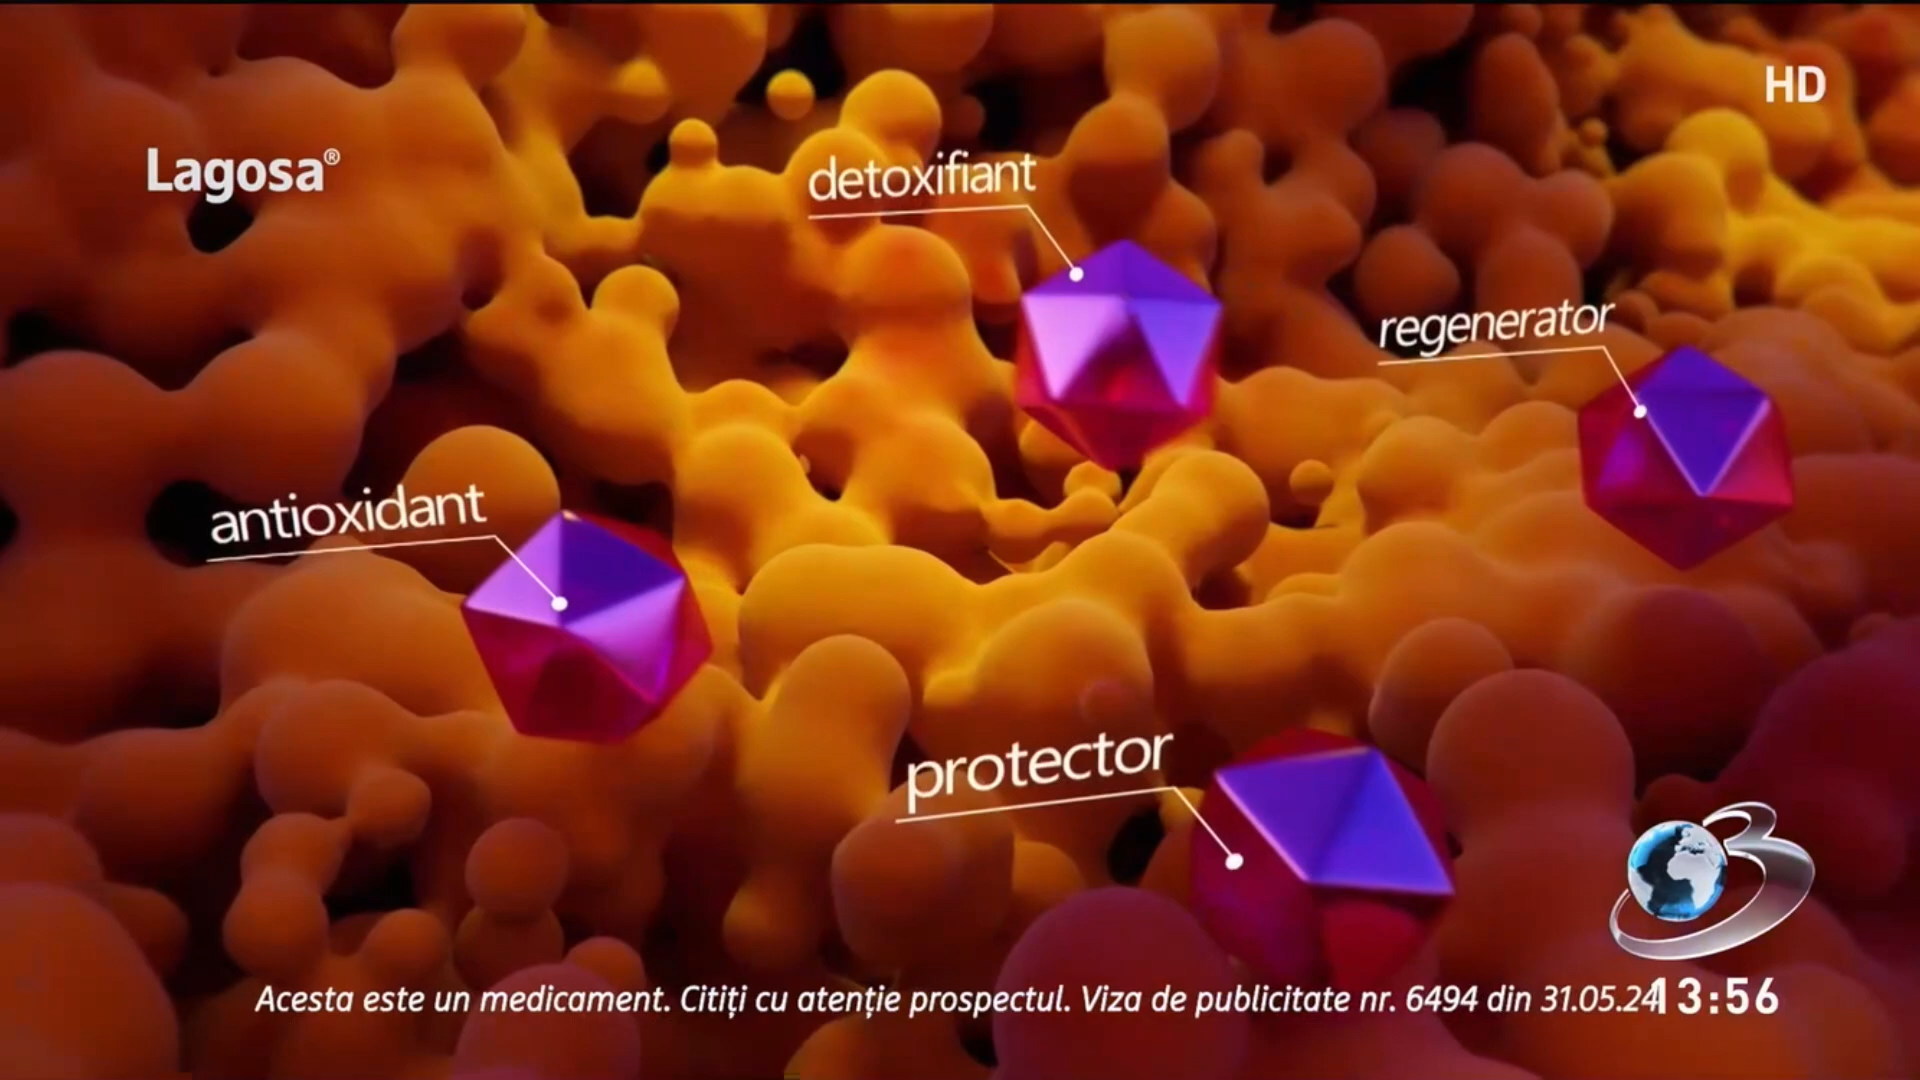 HD
Lagosa®
detoxifiant
regenerator
antioxidant
protector
3
Acesta este un medicament. Citiți cu atenție prospectul. Viza de publicitate nr. 6494 din 31.05.24
13:56